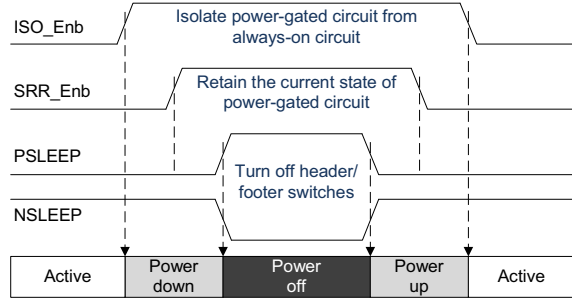 ISO_Enb
Isolate power-gated circuit from
always-on circuit
SRR_Enb
Retain the current state of
power-gated circuit
PSLEEP
Turn off header/
footer switches
NSLEEP
Active
Power
down
Power
off
Power
up
Active